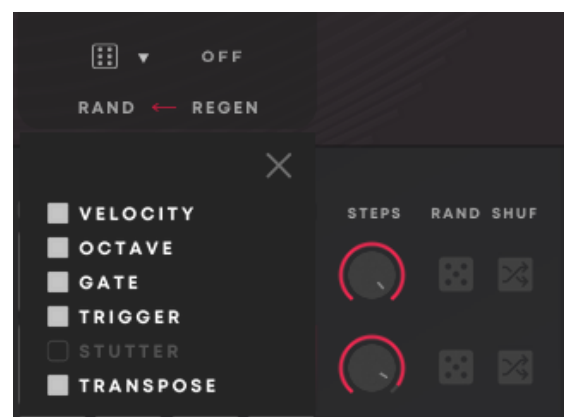 OFF
RAND ← REGEN
VELOCITY
STEPS RAND SHUF
OCTAVE
GATE
TRIGGER
STUTTER
TRANSPOSE